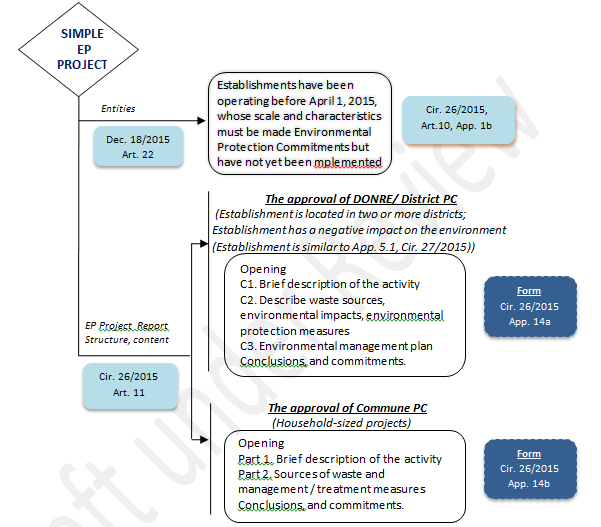 SIMPLE
EP
PROJECT
Entities
Dec. 18/2015
Art. 22
Establishments have been
operating before April 1, 2015,
whose scale and characteristics
must be made Environmental
Protection Commitments but
have not yet been mplemented
Cir. 26/2015,
Art.10, App. 1b
The approval of DONRE/ District PC
(Establishment is located in two or more districts;
Establishment has a negative impact on the environment
(Establishment is similar to App. 5.1, Cir. 27/2015))
Opening
C1. Brief description of the activity
C2. Describe waste sources,
environmental impacts, environmental
protection measures
C3. Environmental management plan
Conclusions, and commitments.
Form
Cir. 26/2015
App. 14a
EP Project Report
Structure, content
Cir. 26/2015
Art. 11
The approval of Commune PC
(Household-sized projects)
Opening
Part 1. Brief description of the activity
Part 2. Sources of waste and
management / treatment measures
Conclusions, and commitments.
Form
Cir. 26/2015
App. 14b
ft under Review